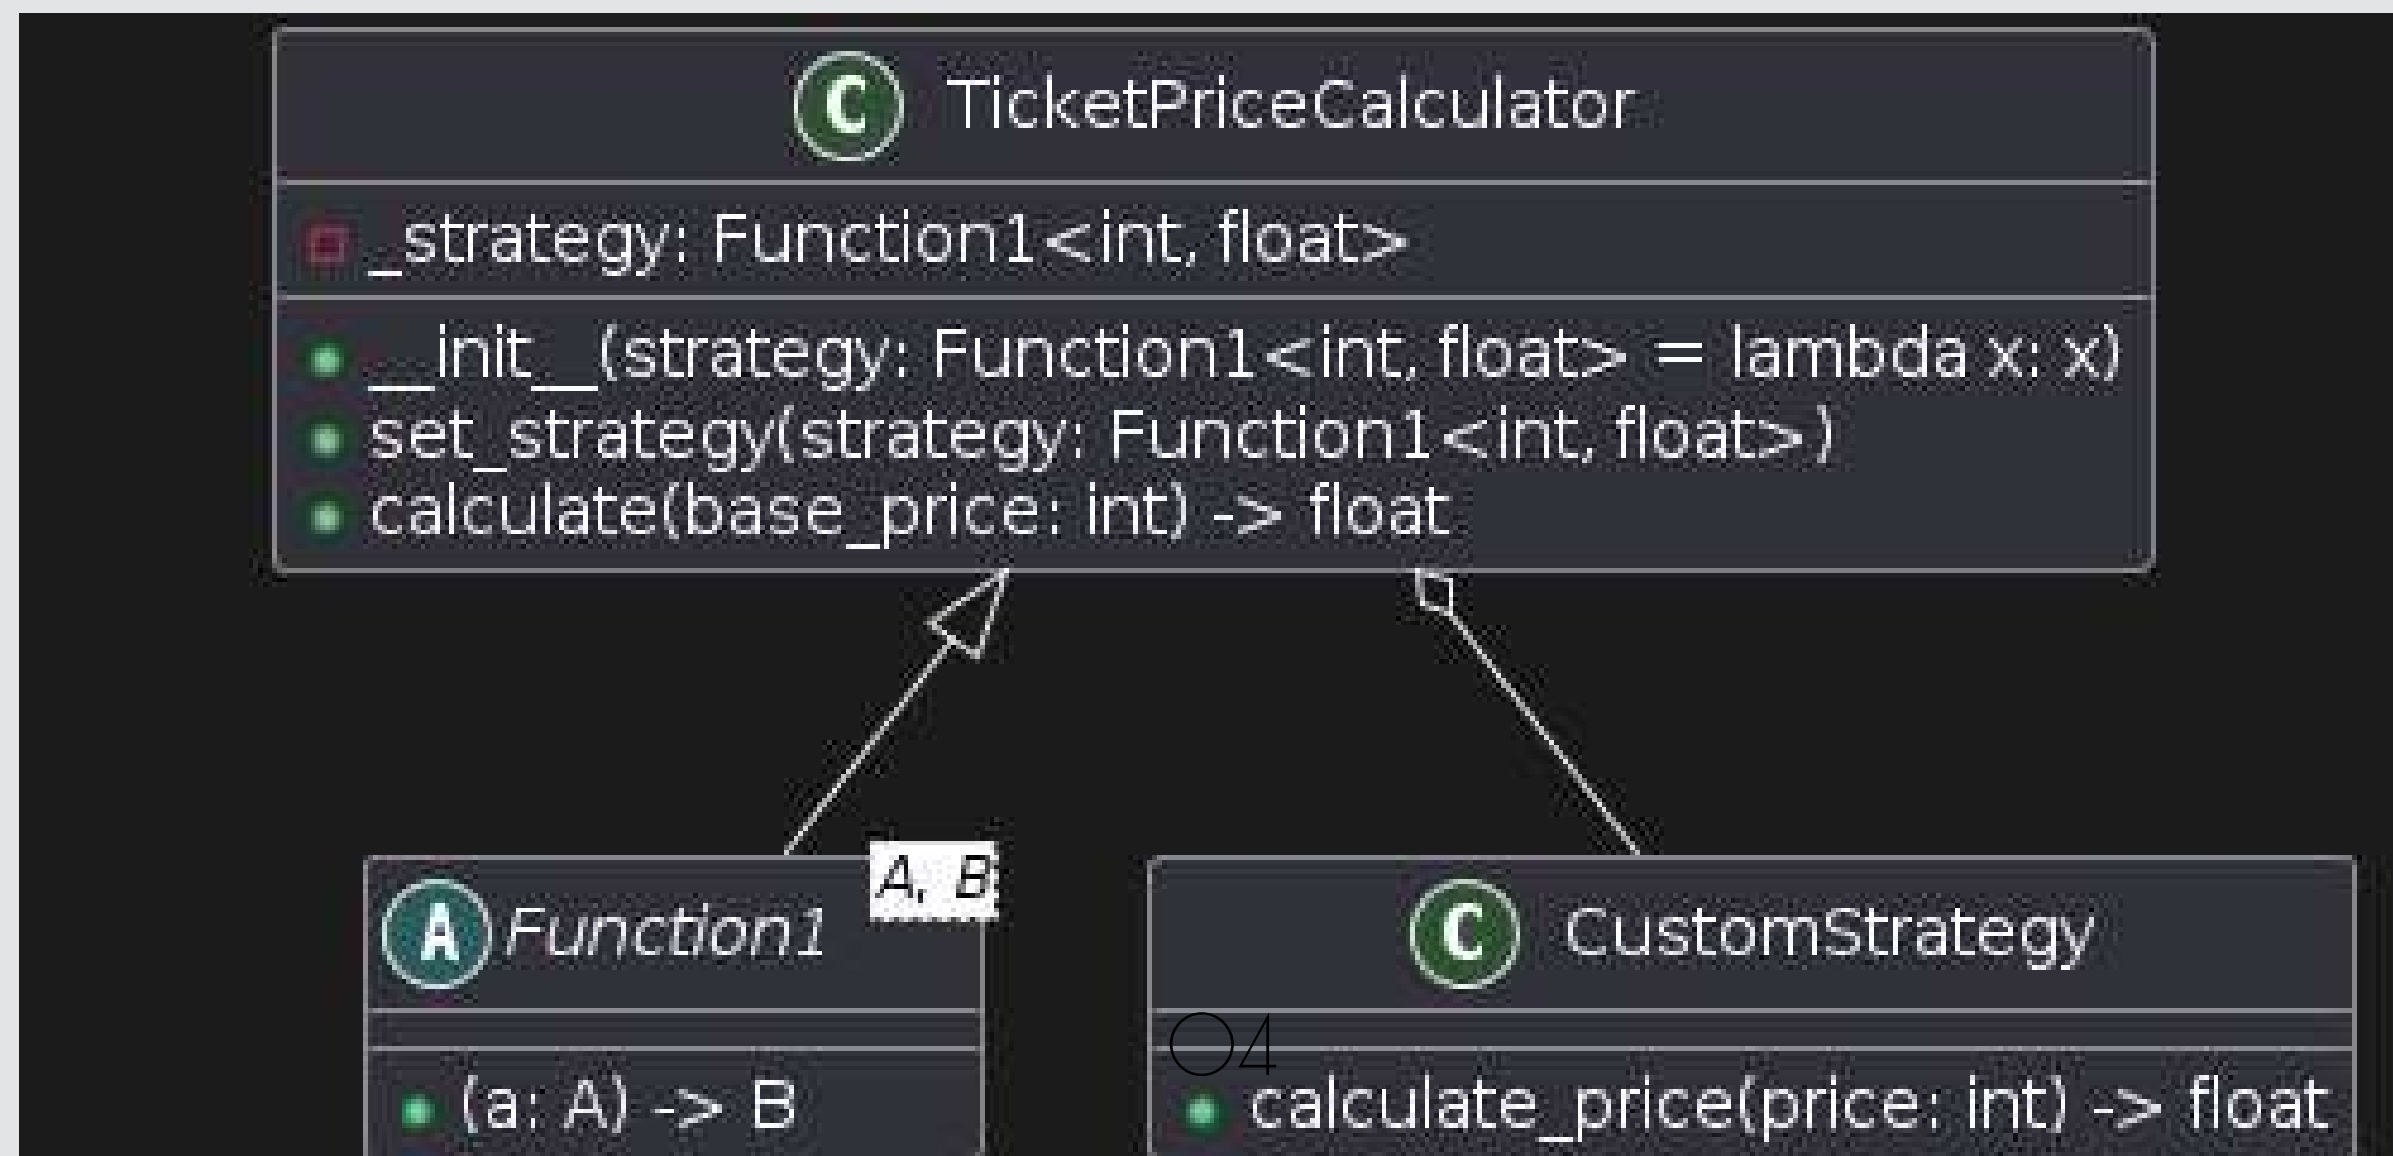 C TicketPriceCalculator
_strategy: Function1<int, float>
__init__(strategy: Function1<int, float> = lambda x: x)
set_strategy(strategy: Function1<int, float>)
calculate(base_price: int) -> float
A, B
A Function1
(a: A) -> B
C CustomStrategy
04
calculate_price(price: int) -> float